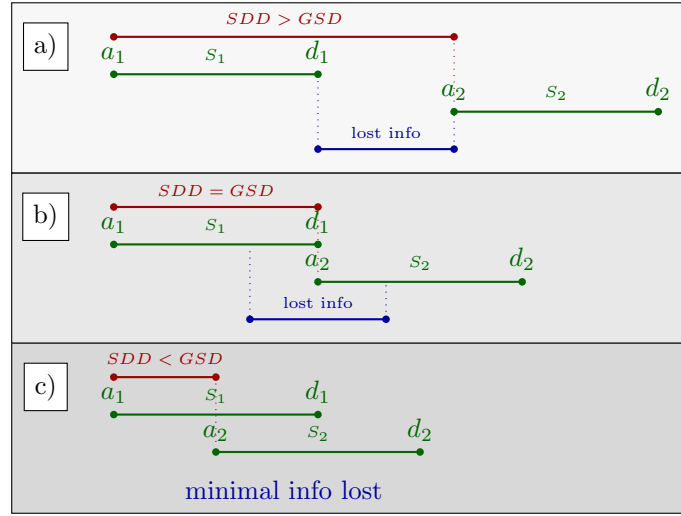 SDD > GSD
a)
a₁ S₁ d₁
a₂ S₂ d₂
lost info
SDD = GSD
b)
a₁ S₁ d₁
a₂ S₂ d₂
lost info
SDD < GSD
c)
a₁ S₁ d₁
a₂ S₂ d₂
minimal info lost